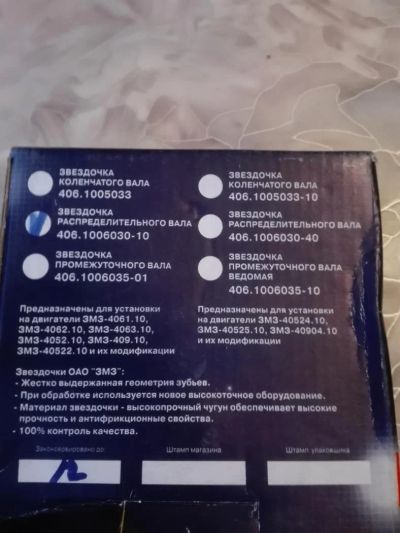 ЗВЕЗДОЧКА
КОЛЕНЧАТОГО ВАЛА
406.1005033
ЗВЕЗДОЧКА
КОЛЕНЧАТОГО ВАЛА
406.1005033-10
ЗВЕЗДОЧКА
РАСПРЕДЕЛИТЕЛЬНОГО ВАЛА
406.1006030-10
ЗВЕЗДОЧКА
РАСПРЕДЕЛИТЕЛЬНОГО ВАЛА
406.1006030-40
ЗВЕЗДОЧКА
ПРОМЕЖУТОЧНОГО ВАЛА
406.1006035-01
ЗВЕЗДОЧКА
ПРОМЕЖУТОЧНОГО ВАЛА
ВЕДОМАЯ
406.1006035-10
Предназначены для установки
на двигатели ЗМЗ-4061.10,
ЗМЗ-4062.10, ЗМЗ-4063.10,
ЗМЗ-4052.10, ЗМЗ-409.10,
ЗМЗ-40522.10 и их модификации
Предназначены для установки
на двигатели ЗМЗ-40524.10,
ЗМЗ-40525.10, ЗМЗ-40904.10
и их модификации
Звездочки ОАО "ЗМЗ":
- Жестко выдержанная геометрия зубьев.
- При обработке используется новое высокоточное оборудование.
- Материал звездочки - высокопрочный чугун обеспечивает высокие
прочность и антифрикционные свойства.
- 100% контроль качества.
Законсервировано до:
Штамп магазина
Штамп упаковщика